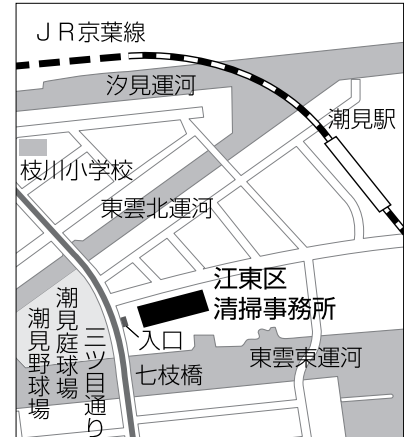 ＪＲ京葉線
汐見運河
潮見駅
枝川小学校
東雲北運河
江東区
清掃事務所
入口
七枝橋
東雲東運河
三ツ目通り
潮見庭球場
潮見野球場